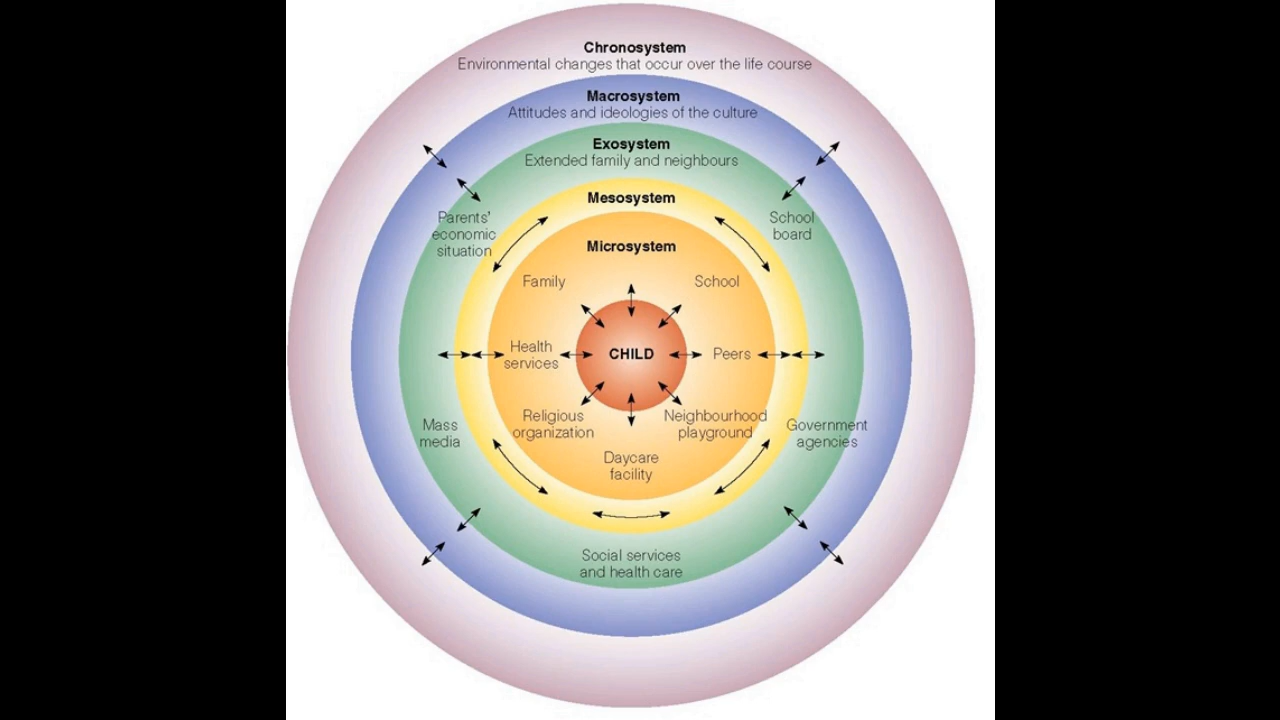 Chronosystem
Environmental changes that occur over the life course
Macrosystem
Attitudes and ideologies of the culture
Exosystem
Extended family and neighbours
Mesosystem
Parents'
economic
situation
School
board
Microsystem
Family
School
Health
services
CHILD
Peers
Religious
organization
Neighbourhood
playground
Mass
media
Government
agencies
Daycare
facility
Social services
and health care